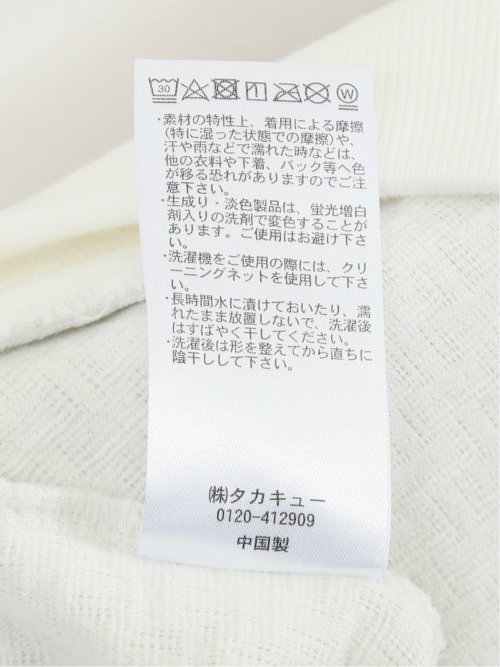 30 W
・素材の特性上、着用による摩擦
(特に湿った状態での摩擦)や、
汗や雨などで濡れた時などは、
他の衣料や下着、バック等へ色
が移る恐れがありますのでご注
意下さい。
・生成り・淡色製品は、蛍光増白
剤入りの洗剤で変色することが
あります。ご使用はお避け下さ
い。
・洗濯機をご使用の際には、クリ
ーニングネットを使用して下さ
い。
・長時間水に漬けておいたり、濡
れたまま放置しないで、洗濯後
はすばやく干してください。
・洗濯後は形を整えてから直ちに
陰干しして下さい。
㈱タカキュー
0120-412909
中国製